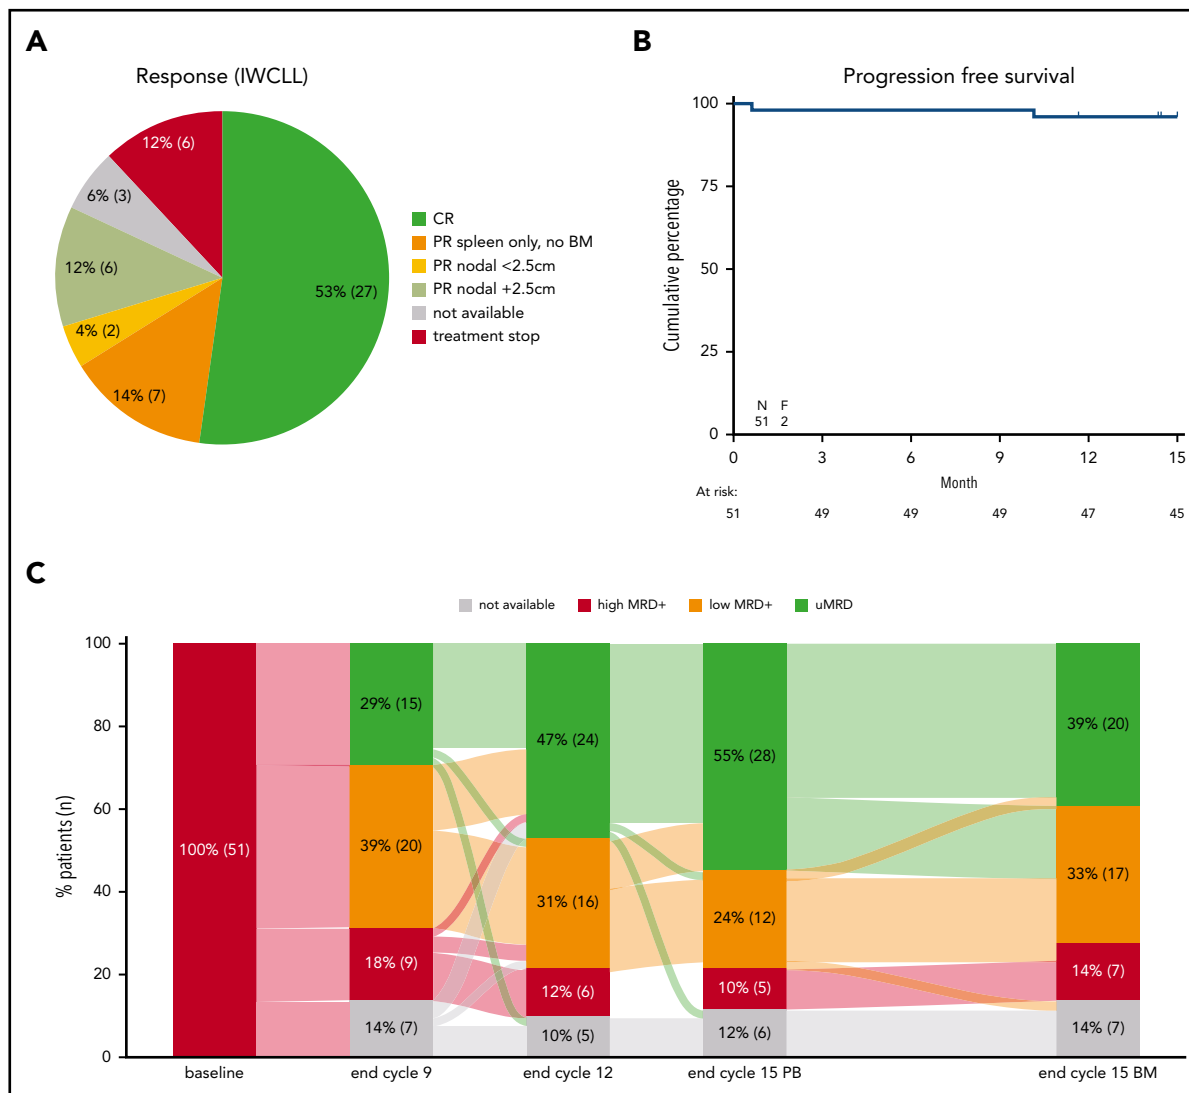 A
Response (IWCLL)
12% (6)
6% (3)
12% (6)
4% (2)
14% (7)
53% (27)
CR
PR spleen only, no BM
PR nodal <2.5cm
PR nodal +2.5cm
not available
treatment stop
B
Progression free survival
Cumulative percentage
100
75
50
25
0
N F
51 2
0 3 6 9 12 15
Month
At risk:
51 49 49 49 47 45
C
not available high MRD+ low MRD+ uMRD
% patients (n)
100
80
60
40
20
0
100% (51)
29% (15)
39% (20)
18% (9)
14% (7)
47% (24)
31% (16)
12% (6)
10% (5)
55% (28)
24% (12)
10% (5)
12% (6)
39% (20)
33% (17)
14% (7)
14% (7)
baseline end cycle 9 end cycle 12 end cycle 15 PB end cycle 15 BM